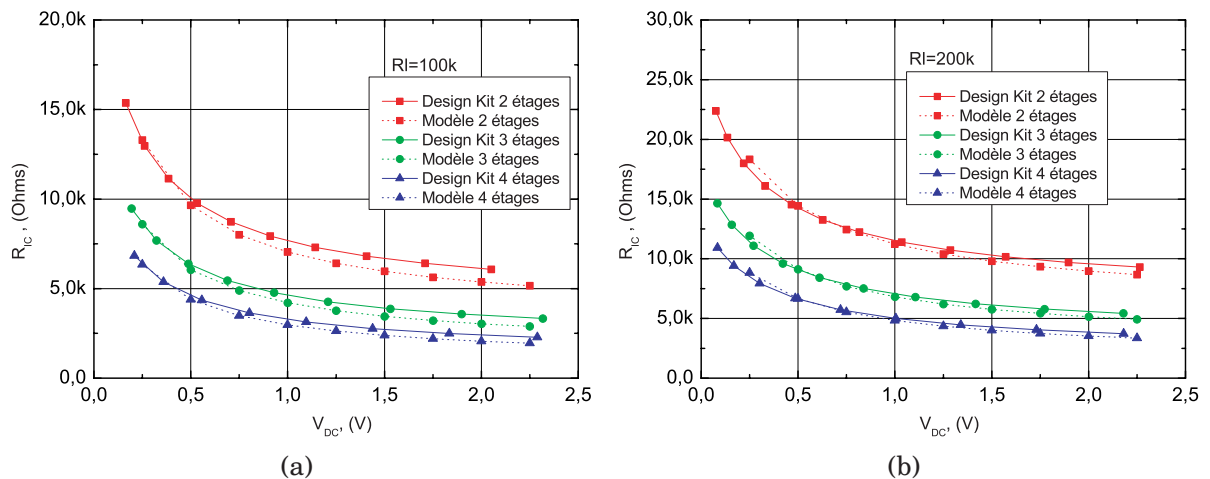 20,0k
15,0k
10,0k
5,0k
0,0
R_IC , (Ohms)
Rl=100k
Design Kit 2 étages
Modèle 2 étages
Design Kit 3 étages
Modèle 3 étages
Design Kit 4 étages
Modèle 4 étages
0,0 0,5 1,0 1,5 2,0 2,5
V_DC, (V)
(a)
30,0k
25,0k
20,0k
15,0k
10,0k
5,0k
0,0
R_IC , (Ohms)
Rl=200k
Design Kit 2 étages
Modèle 2 étages
Design Kit 3 étages
Modèle 3 étages
Design Kit 4 étages
Modèle 4 étages
0,0 0,5 1,0 1,5 2,0 2,5
V_DC, (V)
(b)